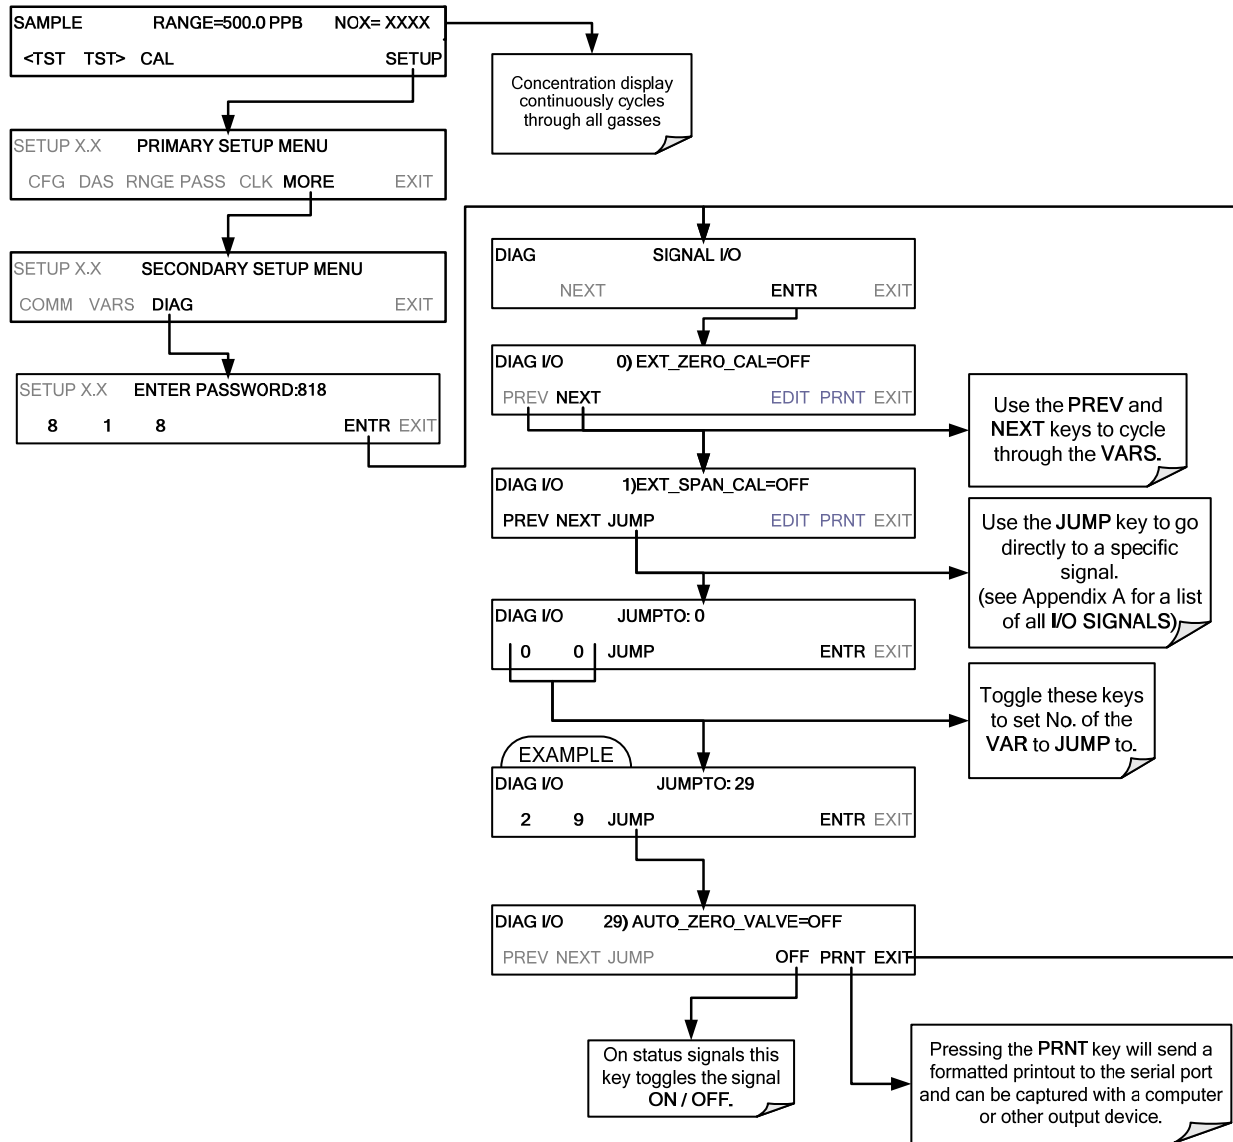 SAMPLE RANGE=500.0 PPB NOX= XXXX
<TST TST> CAL SETUP
Concentration display
continuously cycles
through all gasses
SETUP X.X PRIMARY SETUP MENU
CFG DAS RNGE PASS CLK MORE EXIT
SETUP X.X SECONDARY SETUP MENU
COMM VARS DIAG EXIT
SETUP X.X ENTER PASSWORD:818
8 1 8 ENTR EXIT
DIAG SIGNAL I/O
NEXT ENTR EXIT
DIAG I/O 0) EXT_ZERO_CAL=OFF
PREV NEXT EDIT PRNT EXIT
Use the PREV and
NEXT keys to cycle
through the VARS.
DIAG I/O 1)EXT_SPAN_CAL=OFF
PREV NEXT JUMP EDIT PRNT EXIT
Use the JUMP key to go
directly to a specific
signal.
(see Appendix A for a list
of all I/O SIGNALS)
DIAG I/O JUMPTO: 0
0 0 JUMP ENTR EXIT
Toggle these keys
to set No. of the
VAR to JUMP to.
EXAMPLE
DIAG I/O JUMPTO: 29
2 9 JUMP ENTR EXIT
DIAG I/O 29) AUTO_ZERO_VALVE=OFF
PREV NEXT JUMP OFF PRNT EXIT
On status signals this
key toggles the signal
ON / OFF.
Pressing the PRNT key will send a
formatted printout to the serial port
and can be captured with a computer
or other output device.